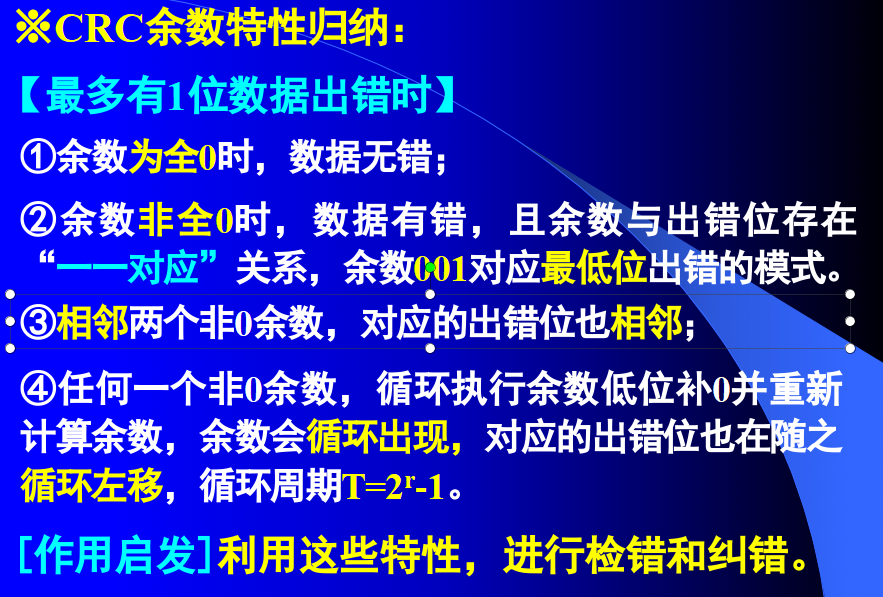 ※CRC余数特性归纳：
【最多有1位数据出错时】
①余数为全0时，数据无错；
②余数非全0时，数据有错，且余数与出错位存在
“一一对应”关系，余数001对应最低位出错的模式。
③相邻两个非0余数，对应的出错位也相邻；
④任何一个非0余数，循环执行余数低位补0并重新
计算余数，余数会循环出现，对应的出错位也在随之
循环左移，循环周期T=2ʳ-1。
[作用启发]利用这些特性，进行检错和纠错。